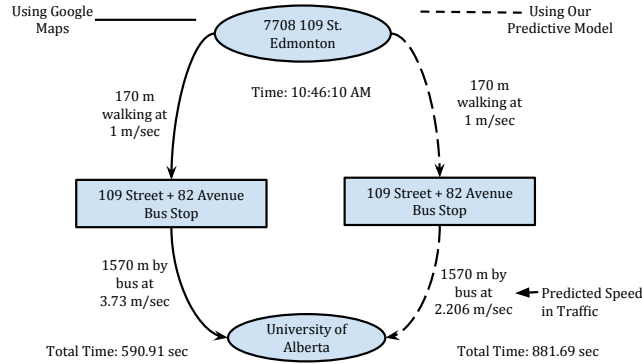 Using Google
Maps
7708 109 St.
Edmonton
Using Our
Predictive Model
Time: 10:46:10 AM
170 m
walking at
1 m/sec
170 m
walking at
1 m/sec
109 Street + 82 Avenue
Bus Stop
109 Street + 82 Avenue
Bus Stop
1570 m by
bus at
3.73 m/sec
1570 m by
bus at
2.206 m/sec
Predicted Speed
in Traffic
University of
Alberta
Total Time: 590.91 sec
Total Time: 881.69 sec